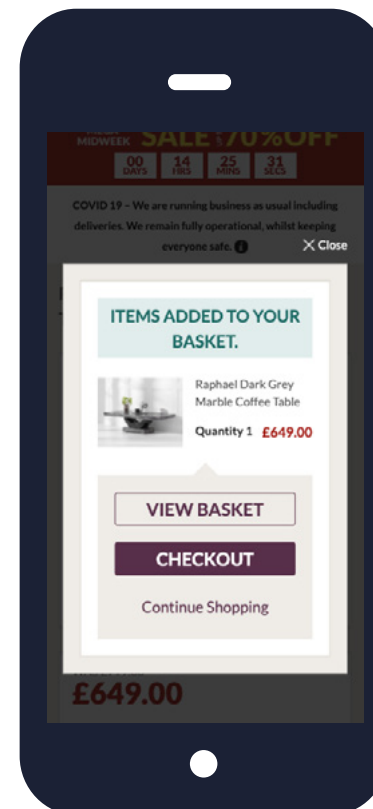 MIDWEEK SALE 70%OFF
00 14 25 31
DAYS HRS MINS SECS
COVID 19 – We are running business as usual including
deliveries. We remain fully operational, whilst keeping
everyone safe.
Close
ITEMS ADDED TO YOUR
BASKET.
Raphael Dark Grey
Marble Coffee Table
Quantity 1 £649.00
VIEW BASKET
CHECKOUT
Continue Shopping
£649.00